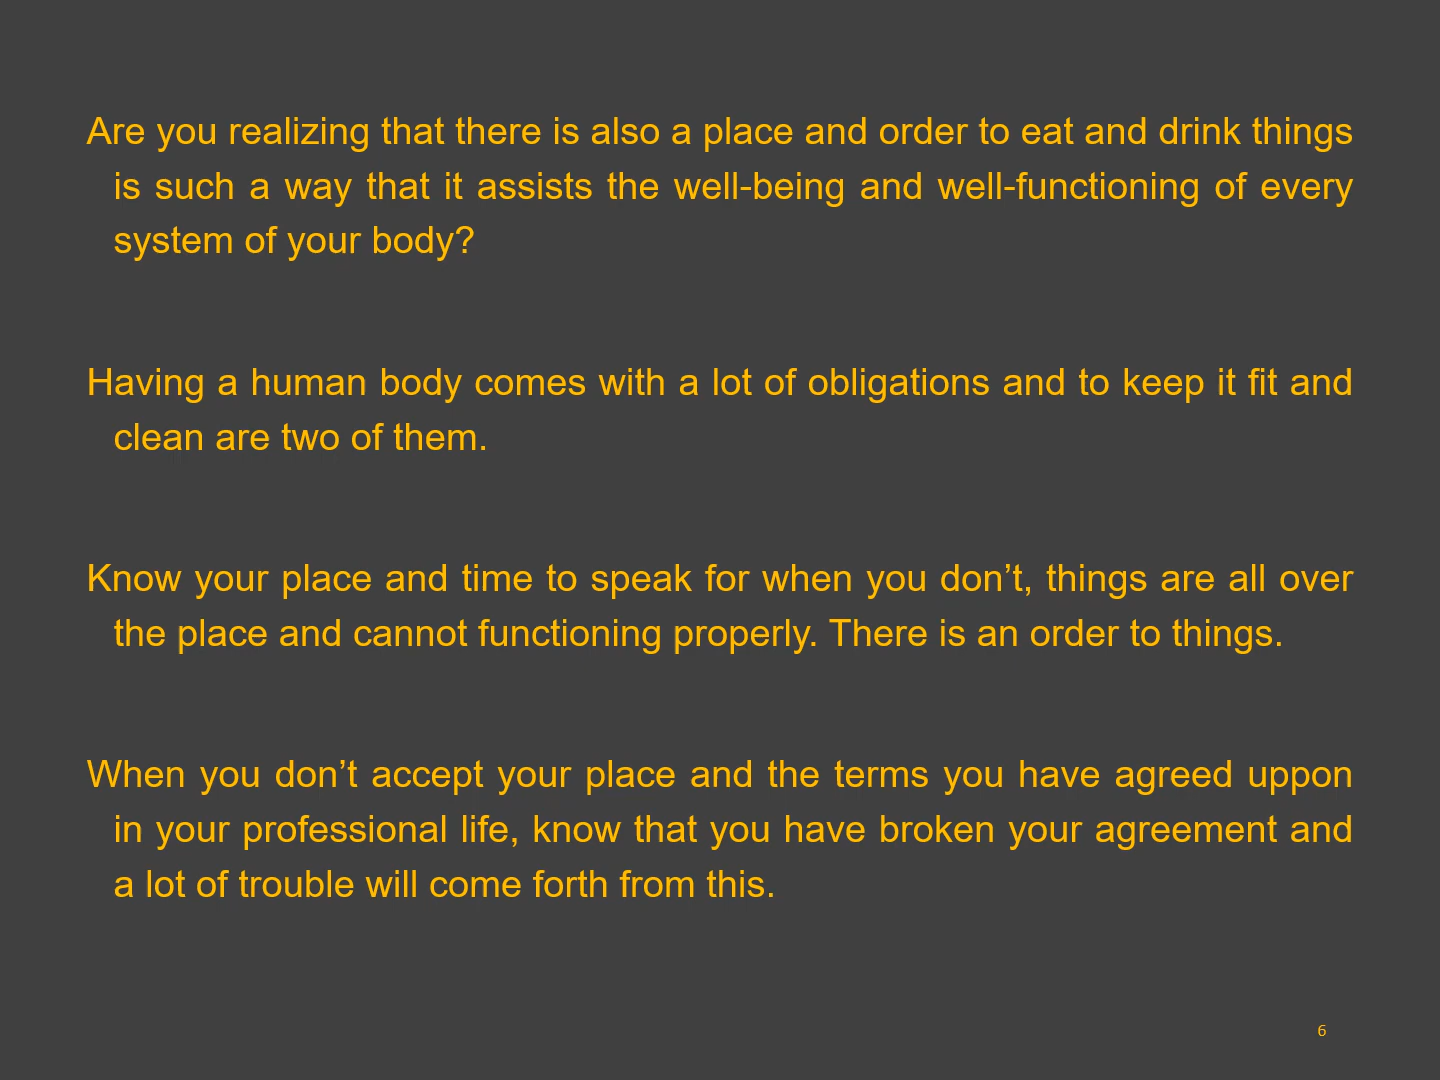 Are you realizing that there is also a place and order to eat and drink things
is such a way that it assists the well-being and well-functioning of every
system of your body?
Having a human body comes with a lot of obligations and to keep it fit and
clean are two of them.
Know your place and time to speak for when you don’t, things are all over
the place and cannot functioning properly. There is an order to things.
When you don’t accept your place and the terms you have agreed uppon
in your professional life, know that you have broken your agreement and
a lot of trouble will come forth from this.
6